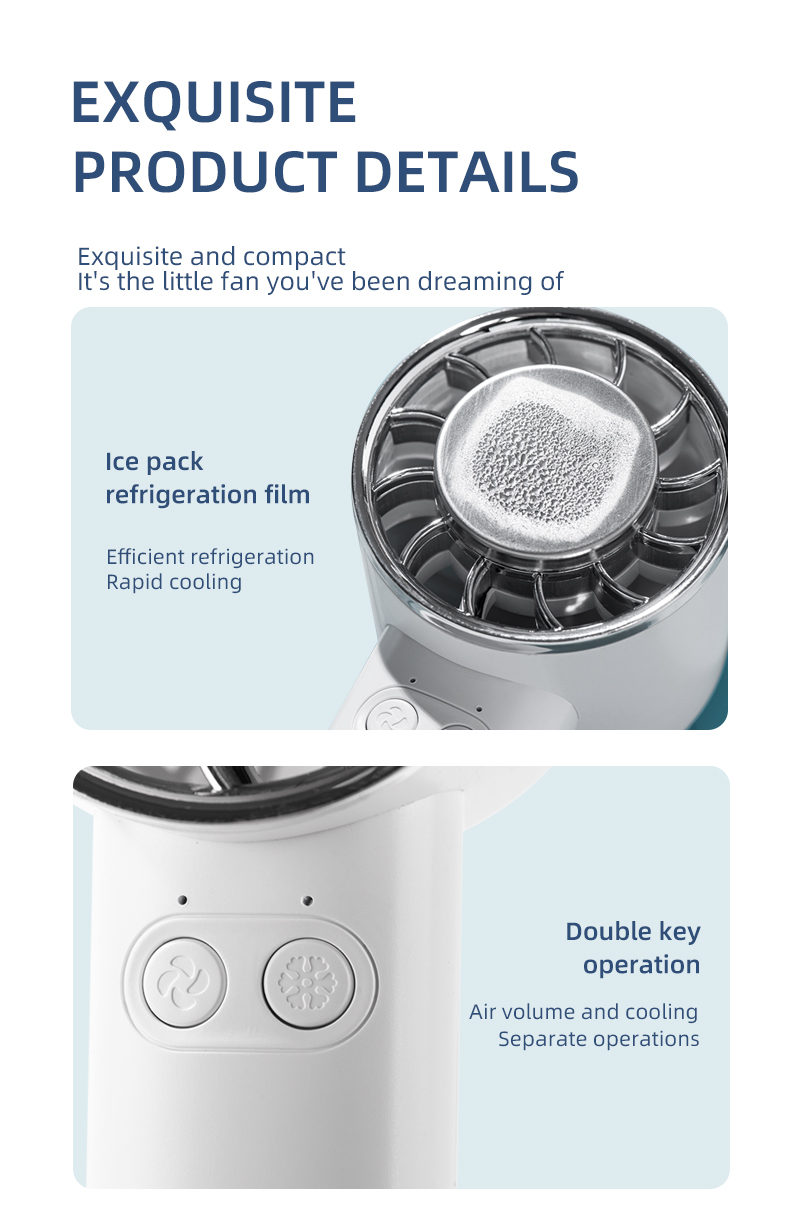 EXQUISITE
PRODUCT DETAILS
Exquisite and compact
It's the little fan you've been dreaming of
Ice pack
refrigeration film
Efficient refrigeration
Rapid cooling
Double key
operation
Air volume and cooling
Separate operations